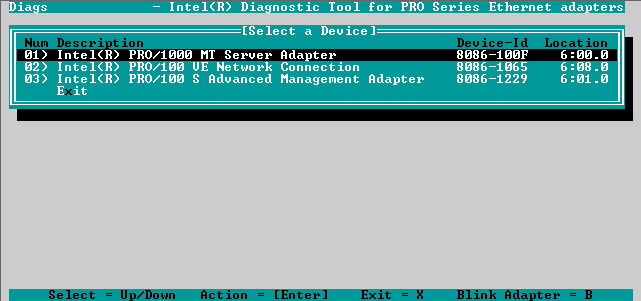 Diags - Intel(R) Diagnostic Tool for PRO Series Ethernet adapters
[Select a Device]
Num Description Device-Id Location
01) Intel(R) PRO/1000 MT Server Adapter 8086-100F 6:00.0
02) Intel(R) PRO/100 VE Network Connection 8086-1065 6:08.0
03) Intel(R) PRO/100 S Advanced Management Adapter 8086-1229 6:01.0
Exit
Select = Up/Down Action = [Enter] Exit = X Blink Adapter = B